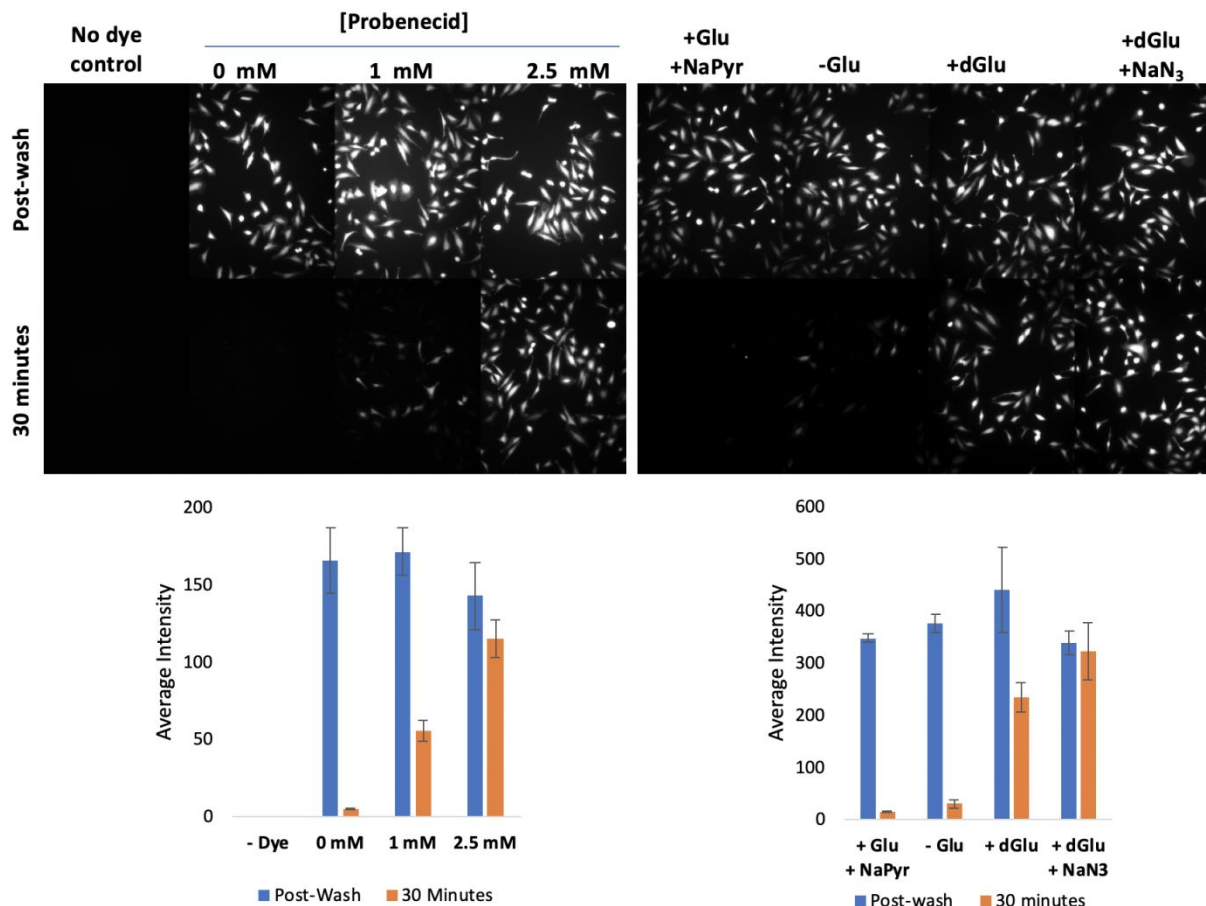 No dye
control
[Probenecid]
0 mM
1 mM
2.5 mM
+Glu
+NaPyr
-Glu
+dGlu
+dGlu
+NaN₃
Post-wash
30 minutes
200
150
100
50
0
Average Intensity
- Dye
0 mM
1 mM
2.5 mM
Post-Wash
30 Minutes
600
500
400
300
200
100
0
Average Intensity
+ Glu
+ NaPyr
- Glu
+ dGlu
+ dGlu
+ NaN3
Post-wash
30 minutes